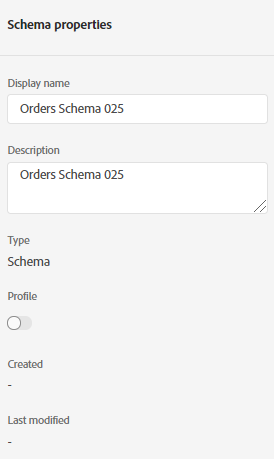 Schema properties
Display name
Orders Schema 025
Description
Orders Schema 025
Type
Schema
Profile
Created
-
Last modified
-